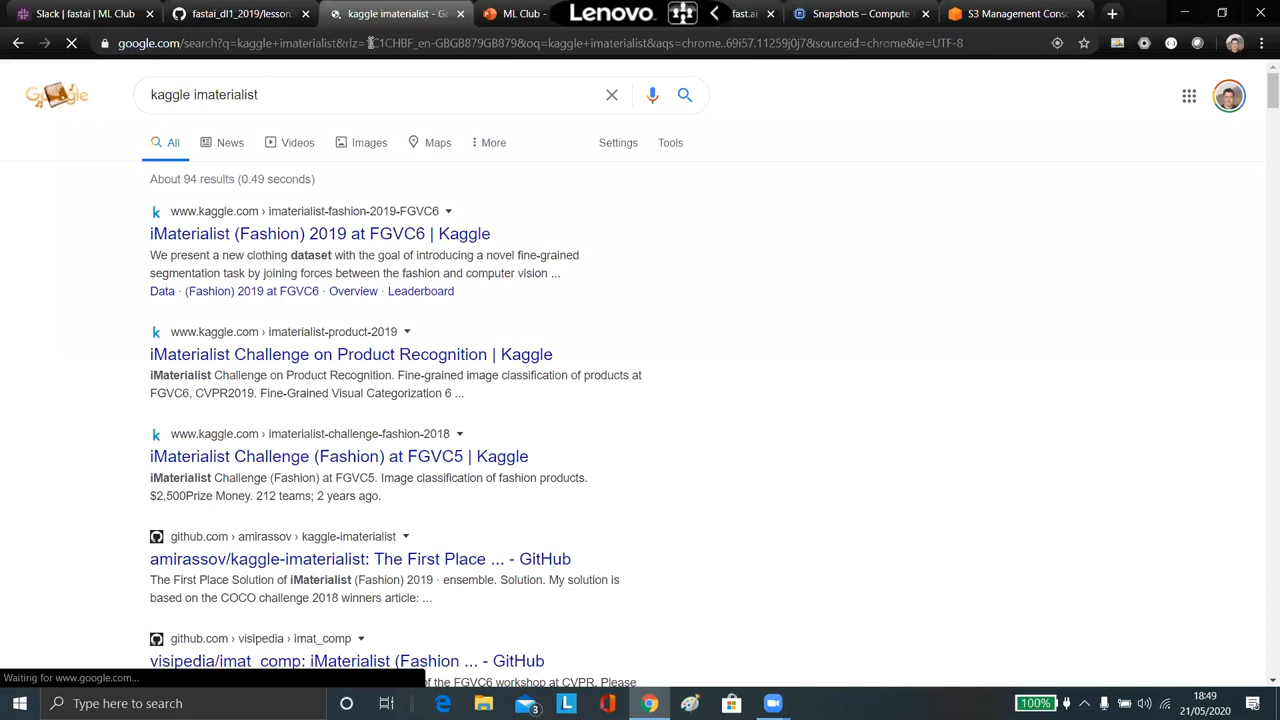 Slack | i
gold1994/iMate
kaggle imaterialist -
ML Club -
Lenovo
fast.ai
Snapshots – Compute
S3 Management Cons
google.com/search?q=kaggle+imaterialist&rlz=1C1CHBF_en-GBGB879GB879&oq=kaggle+imaterialist&aqs=chrome..69i57.11259j0j7&sourceid=chrome&ie=UTF-8
kaggle imaterialist
All
News
Videos
Images
Maps
More
Settings
Tools
About 94 results (0.49 seconds)
www.kaggle.com › imaterialist-fashion-2019-FGVC6
iMaterialist (Fashion) 2019 at FGVC6 | Kaggle
We present a new clothing dataset with the goal of introducing a novel fine-grained
segmentation task by joining forces between the fashion and computer vision ...
Data · (Fashion) 2019 at FGVC6 · Overview · Leaderboard
www.kaggle.com › imaterialist-product-2019
iMaterialist Challenge on Product Recognition | Kaggle
iMaterialist Challenge on Product Recognition. Fine-grained image classification of products at
FGVC6, CVPR2019. Fine-Grained Visual Categorization 6 ...
www.kaggle.com › imaterialist-challenge-fashion-2018
iMaterialist Challenge (Fashion) at FGVC5 | Kaggle
iMaterialist Challenge (Fashion) at FGVC5. Image classification of fashion products.
$2,500Prize Money. 212 teams; 2 years ago.
github.com › amirassov › kaggle-imaterialist
amirassov/kaggle-imaterialist: The First Place ... - GitHub
The First Place Solution of iMaterialist (Fashion) 2019 · ensemble. Solution. My solution is
based on the COCO challenge 2018 winners article: ...
github.com › visipedia › imat_comp
visipedia/imat_comp: iMaterialist (Fashion ... - GitHub
of the FGVC6 workshop at CVPR. Please
Waiting for www.google.com...
Type here to search
3
100%
18:49
21/05/2020